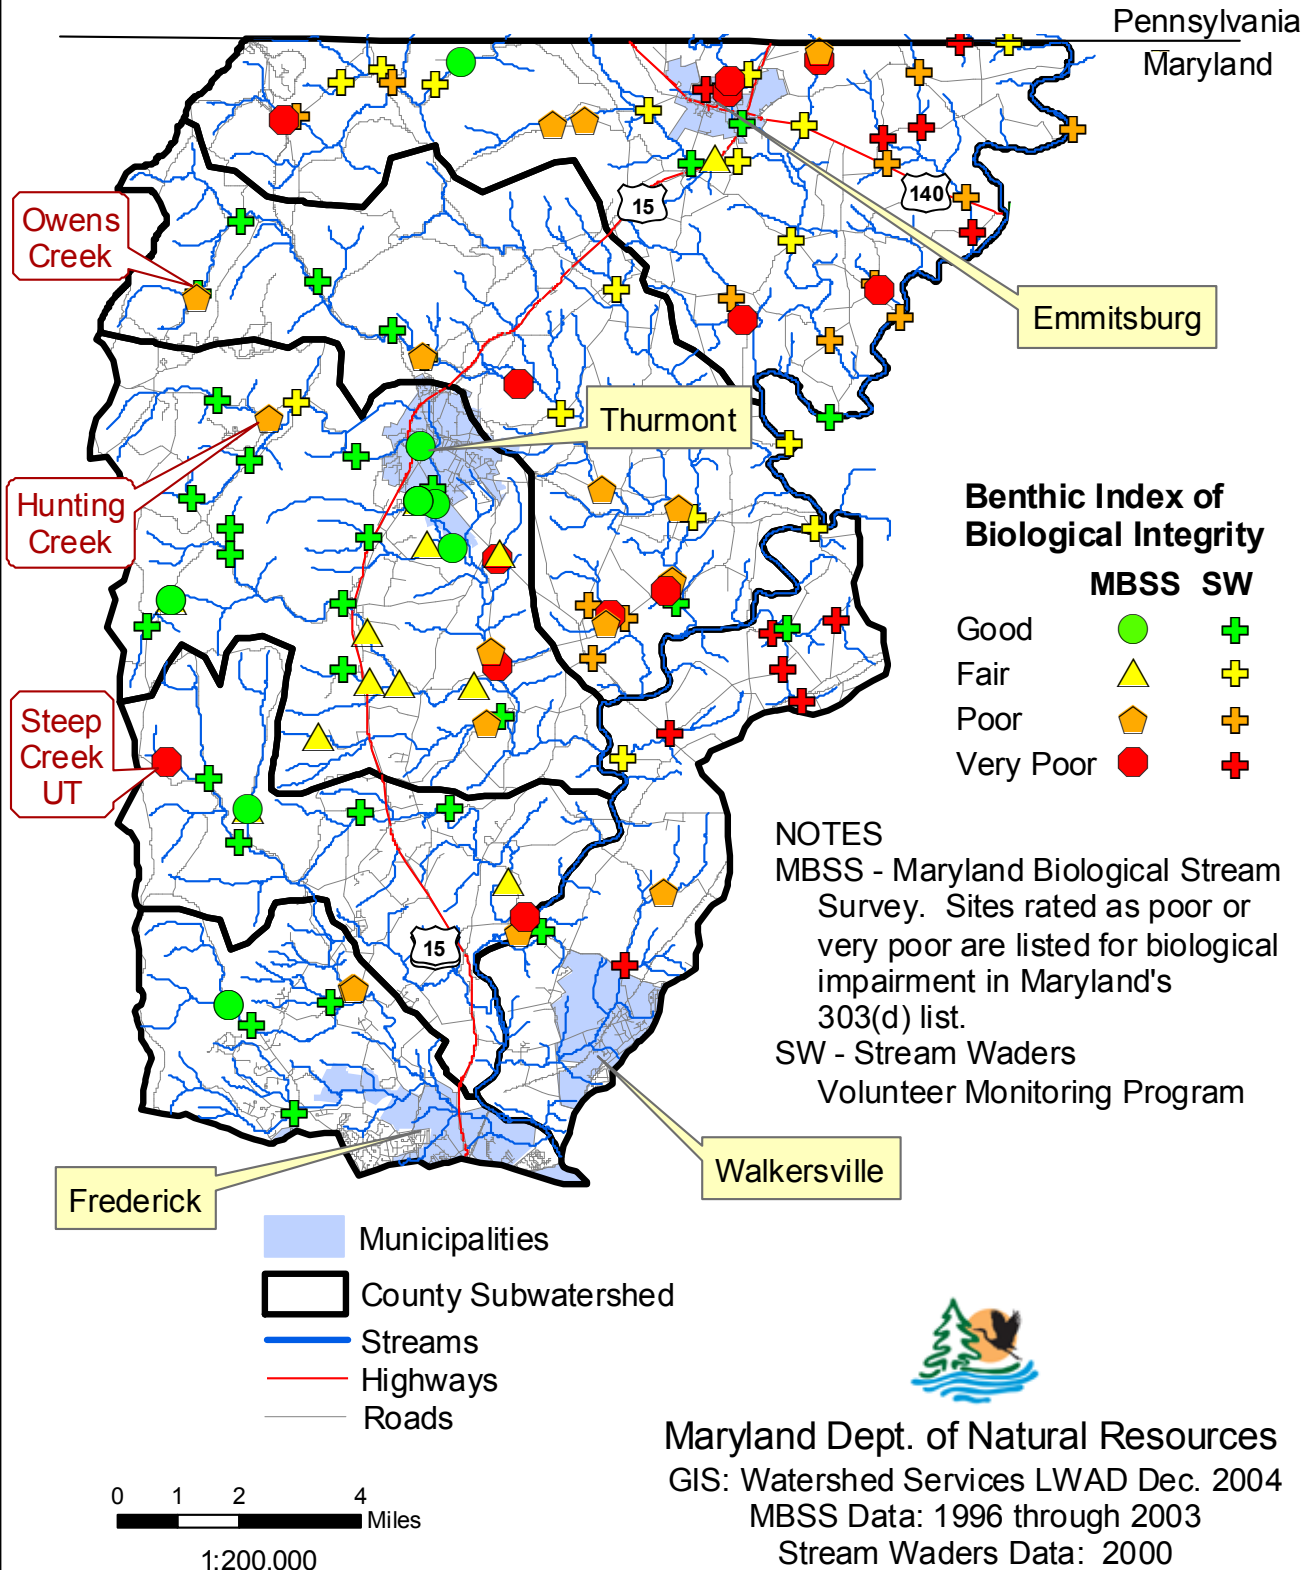 Pennsylvania
Maryland
Owens
Creek
15
140
Emmitsburg
Thurmont
Hunting
Creek
Benthic Index of
Biological Integrity
MBSS SW
Good
Fair
Poor
Very Poor
Steep
Creek
UT
NOTES
MBSS - Maryland Biological Stream
Survey. Sites rated as poor or
very poor are listed for biological
impairment in Maryland's
303(d) list.
SW - Stream Waders
Volunteer Monitoring Program
15
Walkersville
Frederick
Municipalities
County Subwatershed
Streams
Highways
Roads
Maryland Dept. of Natural Resources
GIS: Watershed Services LWAD Dec. 2004
MBSS Data: 1996 through 2003
Stream Waders Data: 2000
0 1 2 4
Miles
1:200,000